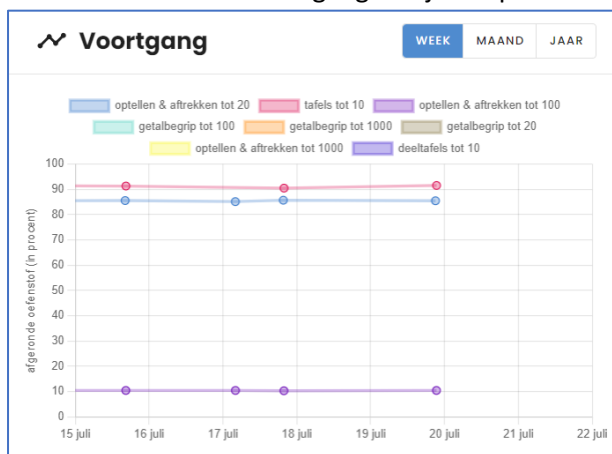 Voortgang
WEEK MAAND JAAR
optellen & aftrekken tot 20 tafels tot 10 optellen & aftrekken tot 100
getalbegrip tot 100 getalbegrip tot 1000 getalbegrip tot 20
optellen & aftrekken tot 1000 deeltafels tot 10
afgeronde oefenstof (in procent)
100
90
80
70
60
50
40
30
20
10
0
15 juli 16 juli 17 juli 18 juli 19 juli 20 juli 21 juli 22 juli